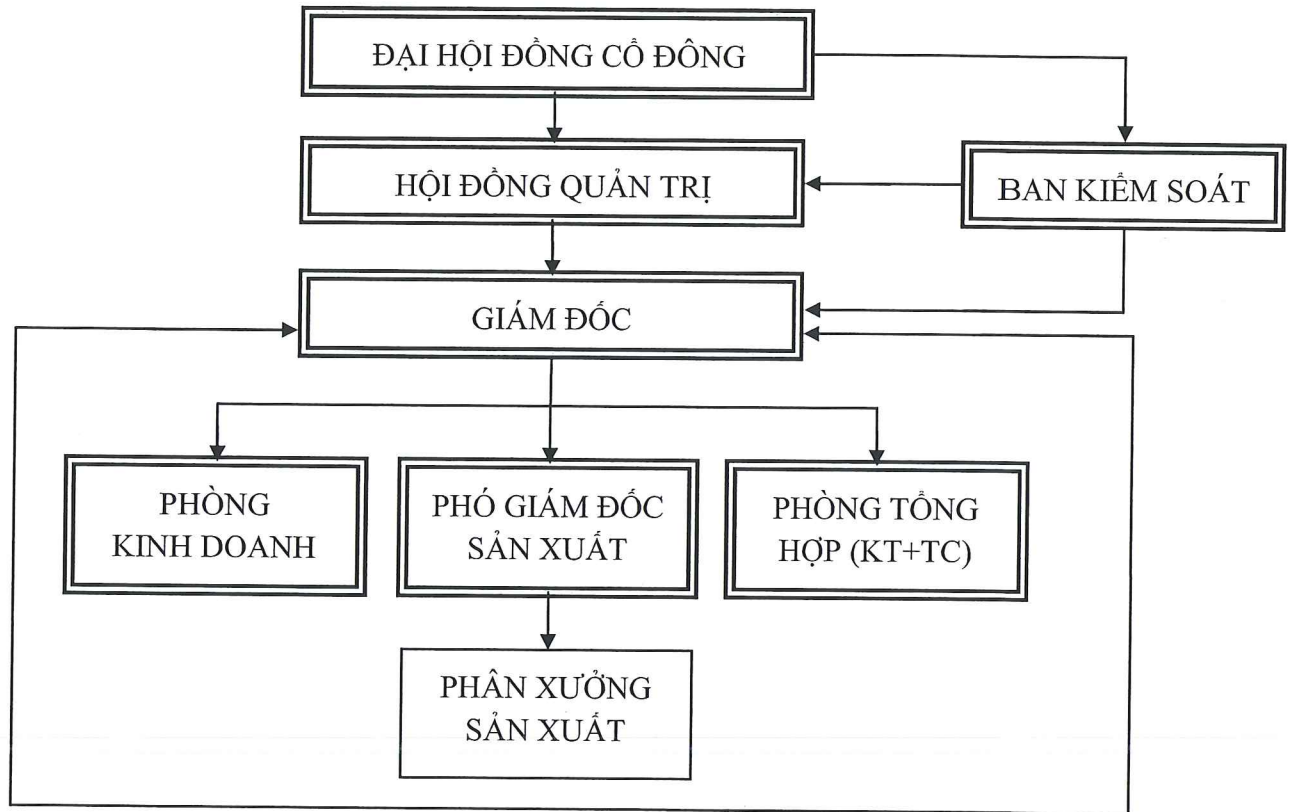 ĐẠI HỘI ĐỒNG CỔ ĐÔNG
HỘI ĐỒNG QUẢN TRỊ
BAN KIỂM SOÁT
GIÁM ĐỐC
PHÒNG
KINH DOANH
PHÓ GIÁM ĐỐC
SẢN XUẤT
PHÒNG TỔNG
HỢP (KT+TC)
PHÂN XƯỞNG
SẢN XUẤT